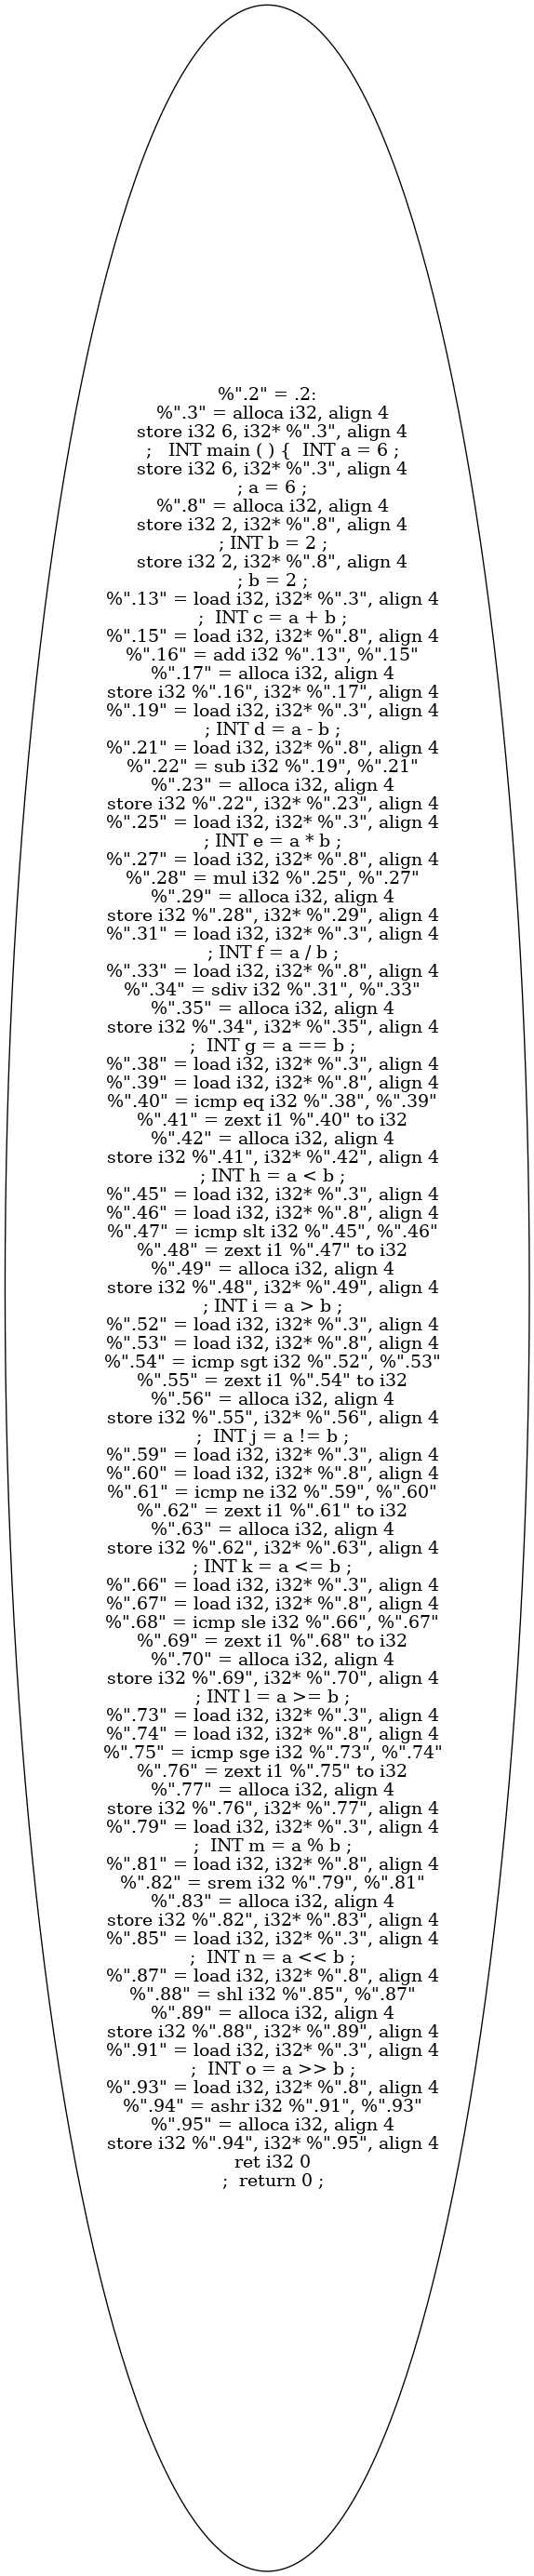 %".2" = .2:
%".3" = alloca i32, align 4
store i32 6, i32* %".3", align 4
;   INT main ( ) {  INT a = 6 ;
store i32 6, i32* %".3", align 4
; a = 6 ;
%".8" = alloca i32, align 4
store i32 2, i32* %".8", align 4
; INT b = 2 ;
store i32 2, i32* %".8", align 4
; b = 2 ;
%".13" = load i32, i32* %".3", align 4
;  INT c = a + b ;
%".15" = load i32, i32* %".8", align 4
%".16" = add i32 %".13", %".15"
%".17" = alloca i32, align 4
store i32 %".16", i32* %".17", align 4
%".19" = load i32, i32* %".3", align 4
; INT d = a - b ;
%".21" = load i32, i32* %".8", align 4
%".22" = sub i32 %".19", %".21"
%".23" = alloca i32, align 4
store i32 %".22", i32* %".23", align 4
%".25" = load i32, i32* %".3", align 4
; INT e = a * b ;
%".27" = load i32, i32* %".8", align 4
%".28" = mul i32 %".25", %".27"
%".29" = alloca i32, align 4
store i32 %".28", i32* %".29", align 4
%".31" = load i32, i32* %".3", align 4
; INT f = a / b ;
%".33" = load i32, i32* %".8", align 4
%".34" = sdiv i32 %".31", %".33"
%".35" = alloca i32, align 4
store i32 %".34", i32* %".35", align 4
;  INT g = a == b ;
%".38" = load i32, i32* %".3", align 4
%".39" = load i32, i32* %".8", align 4
%".40" = icmp eq i32 %".38", %".39"
%".41" = zext i1 %".40" to i32
%".42" = alloca i32, align 4
store i32 %".41", i32* %".42", align 4
; INT h = a < b ;
%".45" = load i32, i32* %".3", align 4
%".46" = load i32, i32* %".8", align 4
%".47" = icmp slt i32 %".45", %".46"
%".48" = zext i1 %".47" to i32
%".49" = alloca i32, align 4
store i32 %".48", i32* %".49", align 4
; INT i = a > b ;
%".52" = load i32, i32* %".3", align 4
%".53" = load i32, i32* %".8", align 4
%".54" = icmp sgt i32 %".52", %".53"
%".55" = zext i1 %".54" to i32
%".56" = alloca i32, align 4
store i32 %".55", i32* %".56", align 4
;  INT j = a != b ;
%".59" = load i32, i32* %".3", align 4
%".60" = load i32, i32* %".8", align 4
%".61" = icmp ne i32 %".59", %".60"
%".62" = zext i1 %".61" to i32
%".63" = alloca i32, align 4
store i32 %".62", i32* %".63", align 4
; INT k = a <= b ;
%".66" = load i32, i32* %".3", align 4
%".67" = load i32, i32* %".8", align 4
%".68" = icmp sle i32 %".66", %".67"
%".69" = zext i1 %".68" to i32
%".70" = alloca i32, align 4
store i32 %".69", i32* %".70", align 4
; INT l = a >= b ;
%".73" = load i32, i32* %".3", align 4
%".74" = load i32, i32* %".8", align 4
%".75" = icmp sge i32 %".73", %".74"
%".76" = zext i1 %".75" to i32
%".77" = alloca i32, align 4
store i32 %".76", i32* %".77", align 4
%".79" = load i32, i32* %".3", align 4
;  INT m = a % b ;
%".81" = load i32, i32* %".8", align 4
%".82" = srem i32 %".79", %".81"
%".83" = alloca i32, align 4
store i32 %".82", i32* %".83", align 4
%".85" = load i32, i32* %".3", align 4
;  INT n = a << b ;
%".87" = load i32, i32* %".8", align 4
%".88" = shl i32 %".85", %".87"
%".89" = alloca i32, align 4
store i32 %".88", i32* %".89", align 4
%".91" = load i32, i32* %".3", align 4
;  INT o = a >> b ;
%".93" = load i32, i32* %".8", align 4
%".94" = ashr i32 %".91", %".93"
%".95" = alloca i32, align 4
store i32 %".94", i32* %".95", align 4
ret i32 0
;  return 0 ;